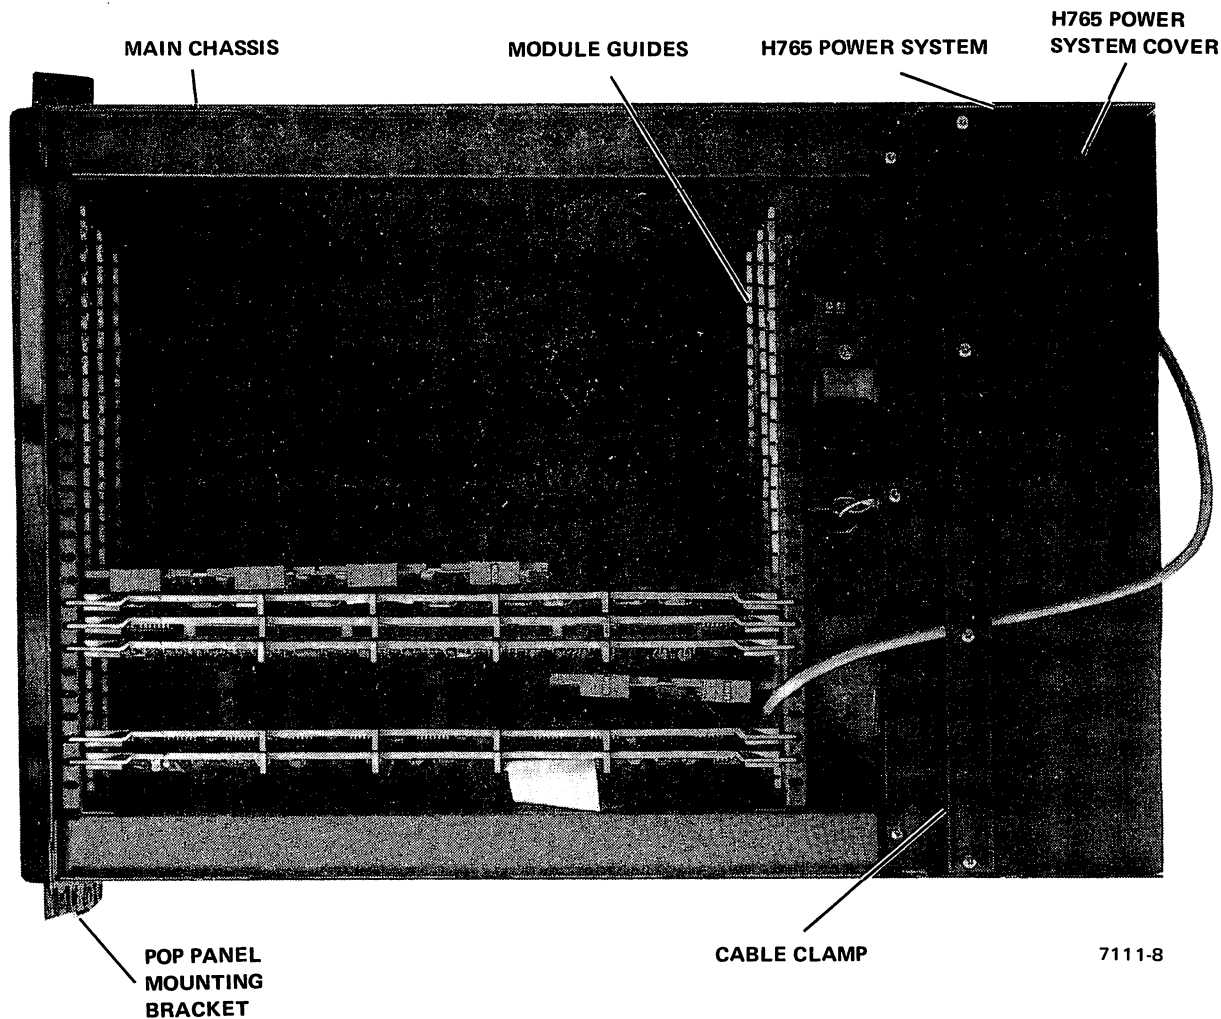 H765 POWER
SYSTEM COVER
MAIN CHASSIS
MODULE GUIDES
H765 POWER SYSTEM
CABLE CLAMP
7111-8
POP PANEL
MOUNTING
BRACKET